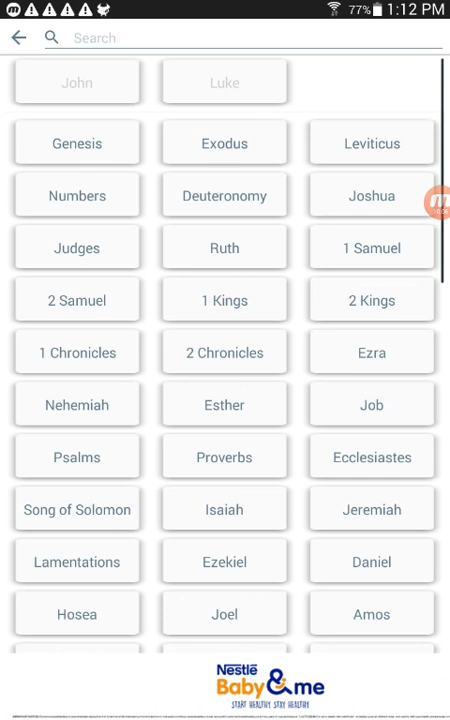 77% 1:12 PM
Search
John Luke
Genesis Exodus Leviticus
Numbers Deuteronomy Joshua
Judges Ruth 1 Samuel
2 Samuel 1 Kings 2 Kings
1 Chronicles 2 Chronicles Ezra
Nehemiah Esther Job
Psalms Proverbs Ecclesiastes
Song of Solomon Isaiah Jeremiah
Lamentations Ezekiel Daniel
Hosea Joel Amos
Nestlé
Baby & me
START HEALTHY STAY HEALTHY